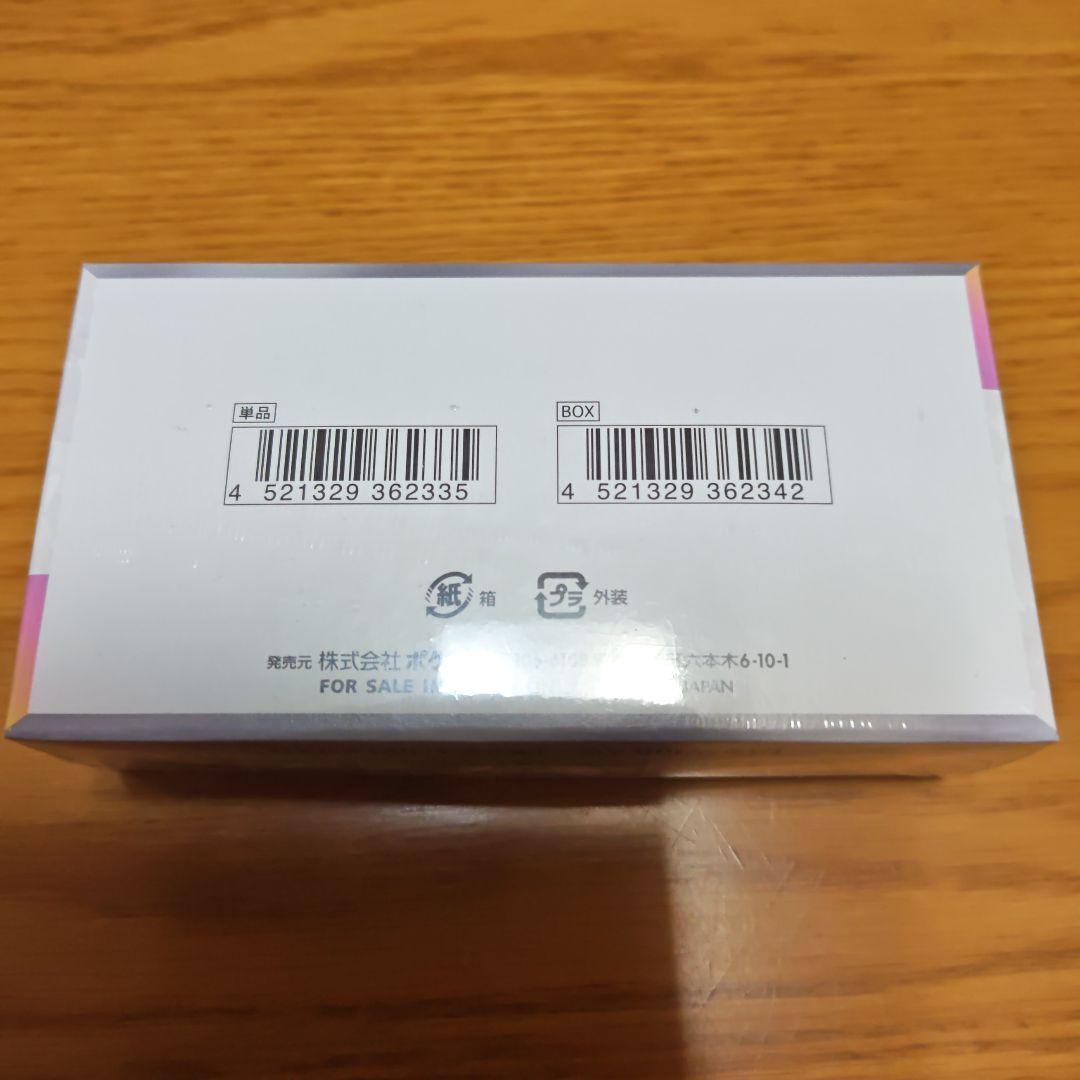 単品
BOX
4 521329 362335
4 521329 362342
紙 箱
プラ 外装
発売元 株式会社 ポケ 六本木6-10-1
FOR SALE IN JAPAN